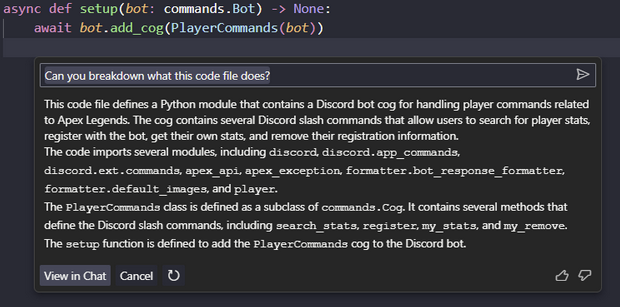 async def setup(bot: commands.Bot) -> None:
await bot.add_cog(PlayerCommands(bot))
Can you breakdown what this code file does?
This code file defines a Python module that contains a Discord bot cog for handling player commands related
to Apex Legends. The cog contains several Discord slash commands that allow users to search for player stats,
register with the bot, get their own stats, and remove their registration information.
The code imports several modules, including discord, discord.app_commands,
discord.ext.commands, apex_api, apex_exception, formatter.bot_response_formatter,
formatter.default_images, and player.
The PlayerCommands class is defined as a subclass of commands.Cog. It contains several methods that
define the Discord slash commands, including search_stats, register, my_stats, and my_remove.
The setup function is defined to add the PlayerCommands cog to the Discord bot.
View in Chat Cancel